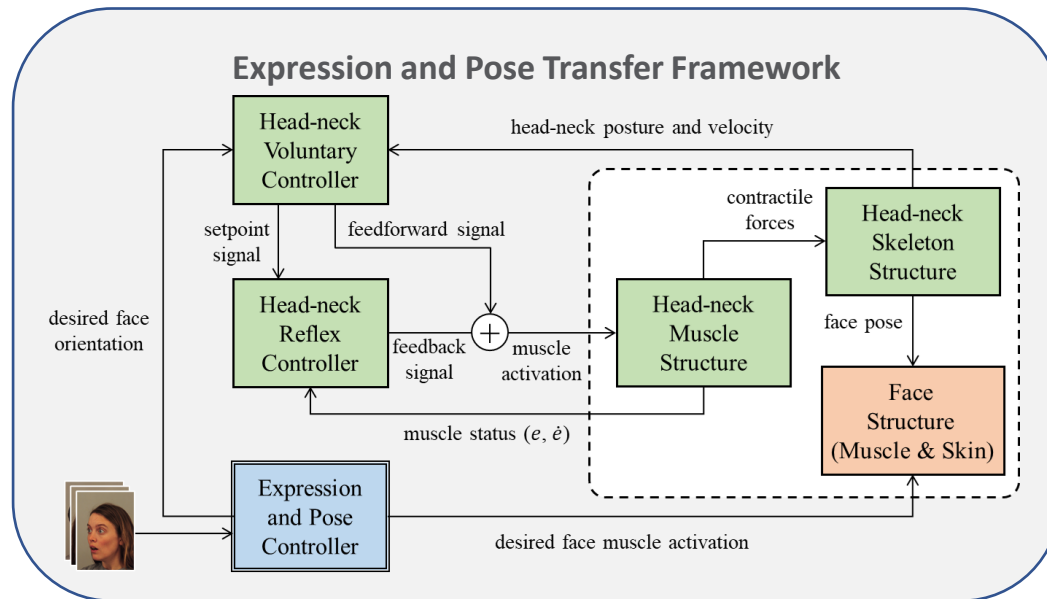 Expression and Pose Transfer Framework
Head-neck
Voluntary
Controller
head-neck posture and velocity
contractile
forces
Head-neck
Skeleton
Structure
setpoint
signal
feedforward signal
desired face
orientation
Head-neck
Reflex
Controller
feedback
signal
+
muscle
activation
Head-neck
Muscle
Structure
face pose
Face
Structure
(Muscle & Skin)
muscle status (e, ė)
Expression
and Pose
Controller
desired face muscle activation